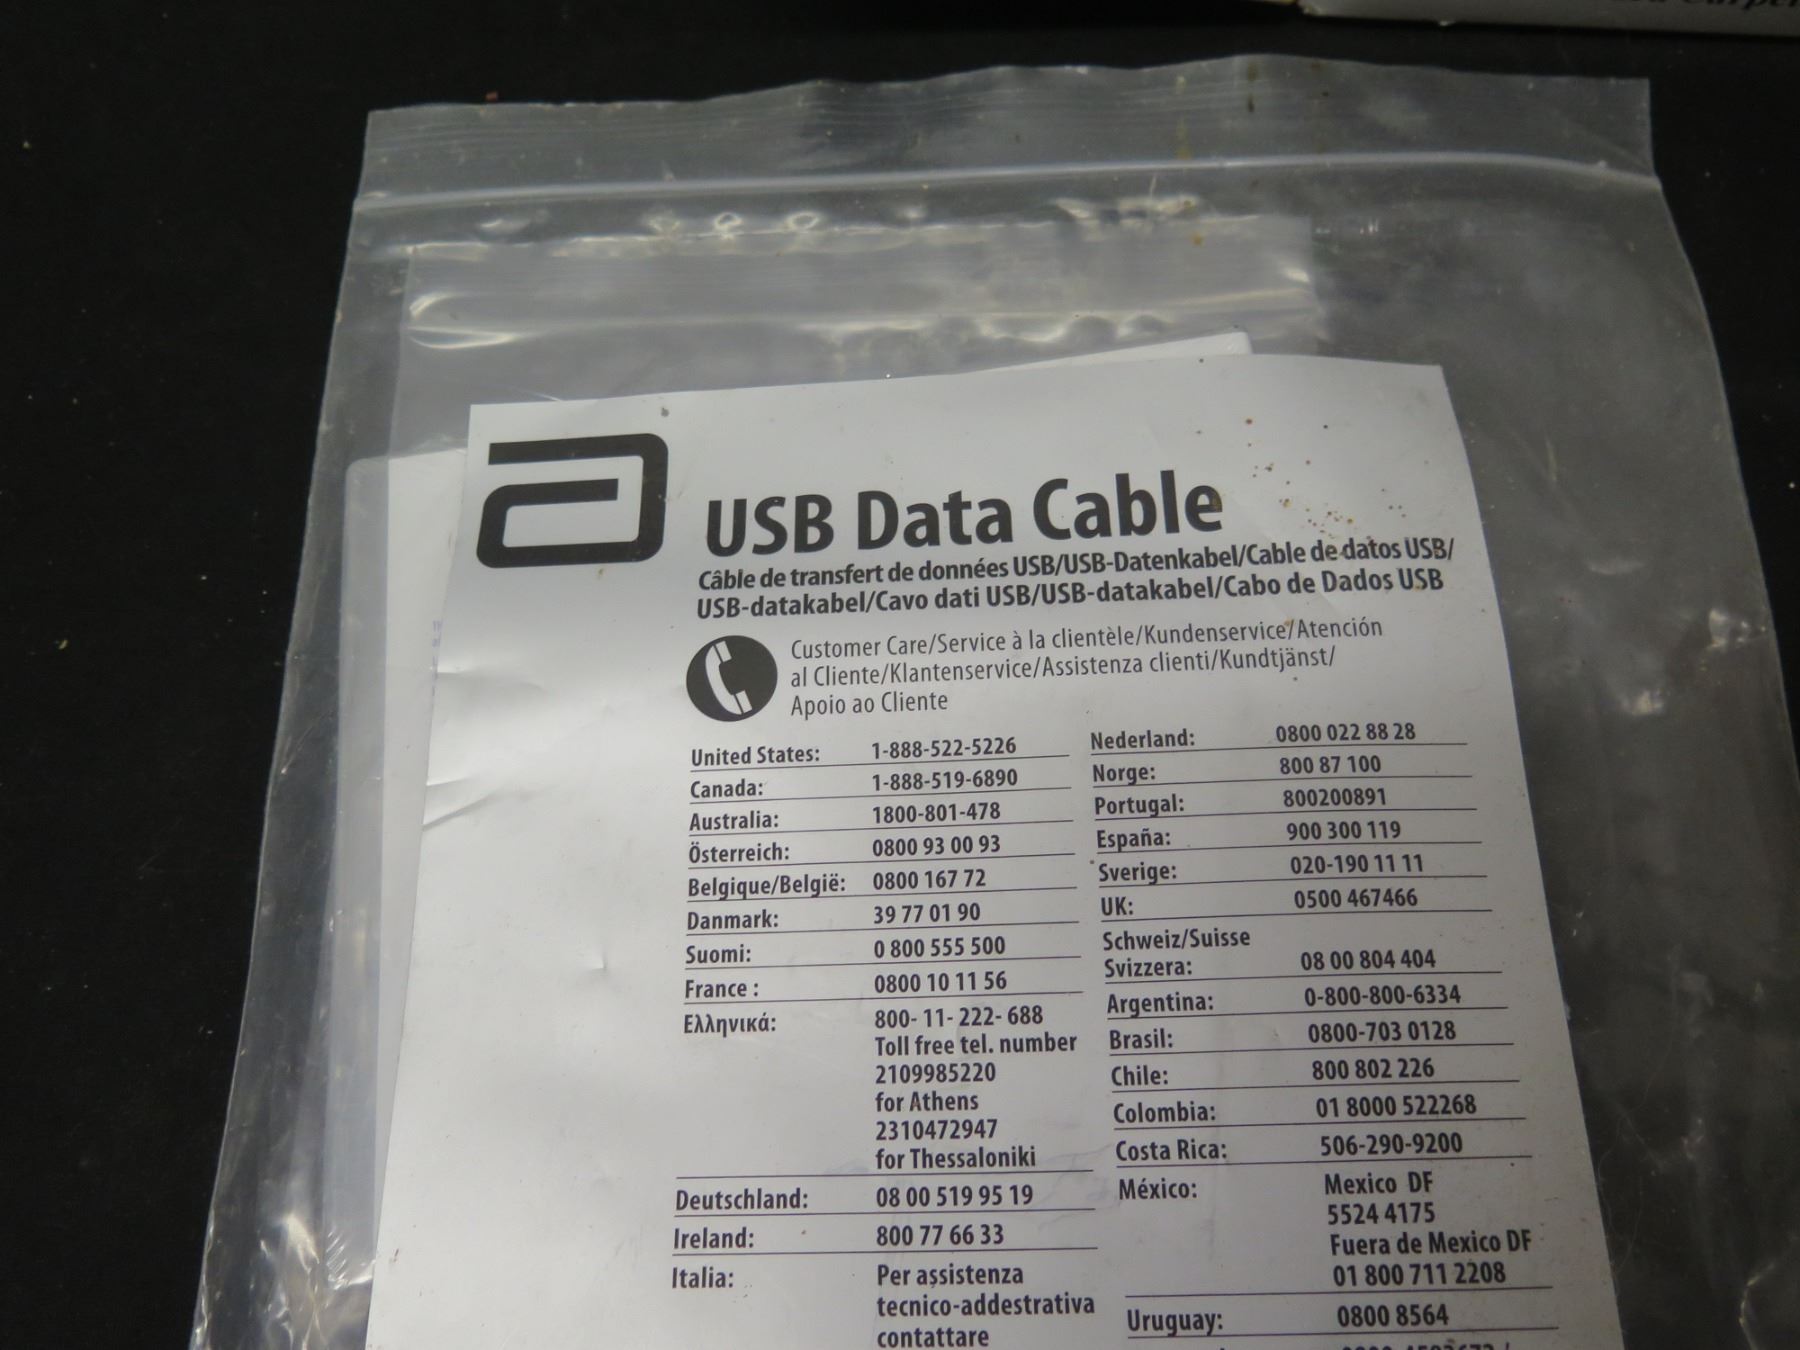 USB Data Cable
Câble de transfert de données USB/USB-Datenkabel/Cable de datos USB/
USB-datakabel/Cavo dati USB/USB-datakabel/Cabo de Dados USB
Customer Care/Service à la clientèle/Kundenservice/Atención
al Cliente/Klantenservice/Assistenza clienti/Kundtjänst/
Apoio ao Cliente
United States: 1-888-522-5226
Canada: 1-888-519-6890
Australia: 1800-801-478
Österreich: 0800 93 00 93
Belgique/België: 0800 167 72
Danmark: 39 77 01 90
Suomi: 0 800 555 500
France : 0800 10 11 56
Ελληνικά: 800- 11- 222- 688
Toll free tel. number
2109985220
for Athens
2310472947
for Thessaloniki
Deutschland: 08 00 519 95 19
Ireland: 800 77 66 33
Italia: Per assistenza
tecnico-addestrativa
contattare
Nederland: 0800 022 88 28
Norge: 800 87 100
Portugal: 800200891
España: 900 300 119
Sverige: 020-190 11 11
UK: 0500 467466
Schweiz/Suisse
Svizzera: 08 00 804 404
Argentina: 0-800-800-6334
Brasil: 0800-703 0128
Chile: 800 802 226
Colombia: 01 8000 522268
Costa Rica: 506-290-9200
México: Mexico DF
5524 4175
Fuera de Mexico DF
01 800 711 2208
Uruguay: 0800 8564